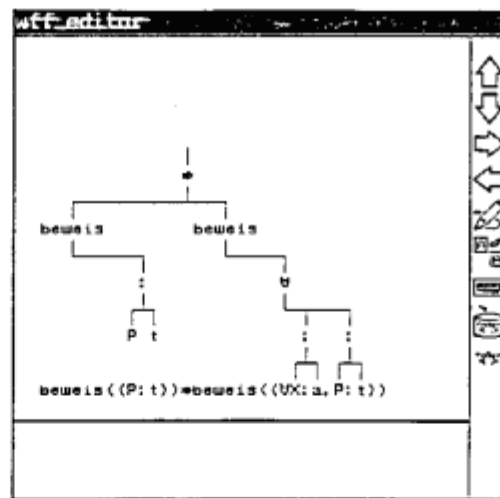 wff_editor
⇒
beweis beweis
: ∀
P t : :
beweis((P:t))⇒beweis((∀X:a,P:t))